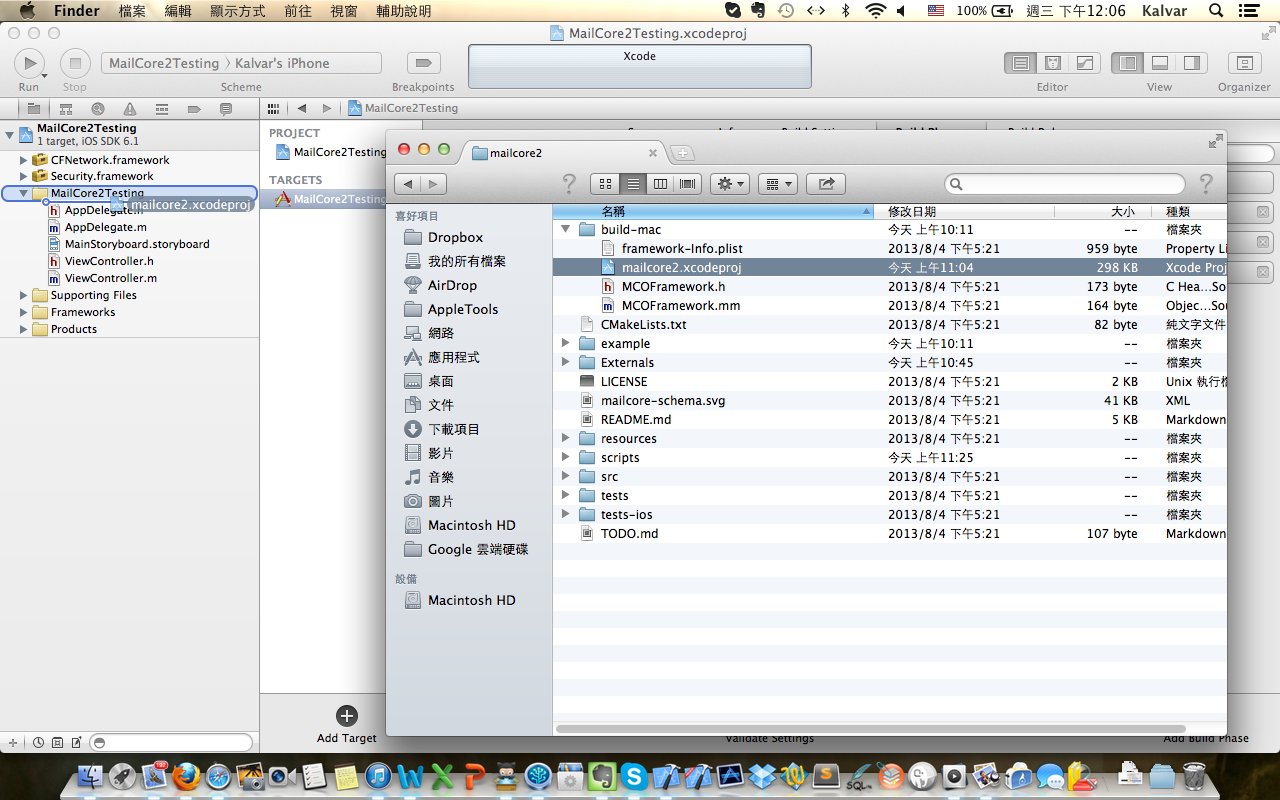 Finder 檔案 編輯 顯示方式 前往 視窗 輔助說明 100% 週三 下午12:06 Kalvar
MailCore2Testing.xcodeproj
MailCore2Testing 〉Kalvar's iPhone
Xcode
Run Stop Scheme Breakpoints Editor View Organizer
MailCore2Testing
1 target, iOS SDK 6.1
CFNetwork.framework
Security.framework
MailCore2Testing
mailcore2.xcodeproj
AppDelegate.h
AppDelegate.m
MainStoryboard.storyboard
ViewController.h
ViewController.m
Supporting Files
Frameworks
Products
MailCore2Testing
PROJECT
MailCore2Testing
TARGETS
MailCore2Testing
Add Target
Validate Settings
Add Build Phase
mailcore2
喜好項目
Dropbox
我的所有檔案
AirDrop
AppleTools
網路
應用程式
桌面
文件
下載項目
影片
音樂
圖片
Macintosh HD
Google 雲端硬碟
設備
Macintosh HD
名稱 修改日期 大小 種類
build-mac 今天 上午10:11 -- 檔案夾
framework-Info.plist 2013/8/4 下午5:21 959 byte Property Li
mailcore2.xcodeproj 今天 上午11:04 298 KB Xcode Proj
MCOFramework.h 2013/8/4 下午5:21 173 byte C Hea...Sou
MCOFramework.mm 2013/8/4 下午5:21 164 byte Objec...Sou
CMakeLists.txt 2013/8/4 下午5:21 82 byte 純文字文件
example 今天 上午10:11 -- 檔案夾
Externals 今天 上午10:45 -- 檔案夾
LICENSE 2013/8/4 下午5:21 2 KB Unix 執行檔
mailcore-schema.svg 2013/8/4 下午5:21 41 KB XML
README.md 2013/8/4 下午5:21 5 KB Markdown
resources 2013/8/4 下午5:21 -- 檔案夾
scripts 今天 上午11:25 -- 檔案夾
src 2013/8/4 下午5:21 -- 檔案夾
tests 2013/8/4 下午5:21 -- 檔案夾
tests-ios 2013/8/4 下午5:21 -- 檔案夾
TODO.md 2013/8/4 下午5:21 107 byte Markdown